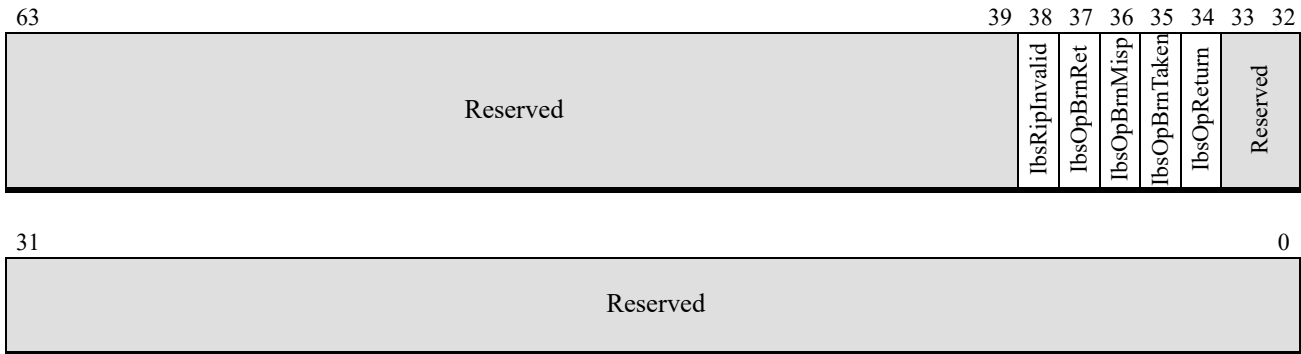 63 39 38 37 36 35 34 33 32
Reserved
IbsRipInvalid
IbsOpBrnRet
IbsOpBrnMisp
IbsOpBrnTaken
IbsOpReturn
Reserved
31 0
Reserved